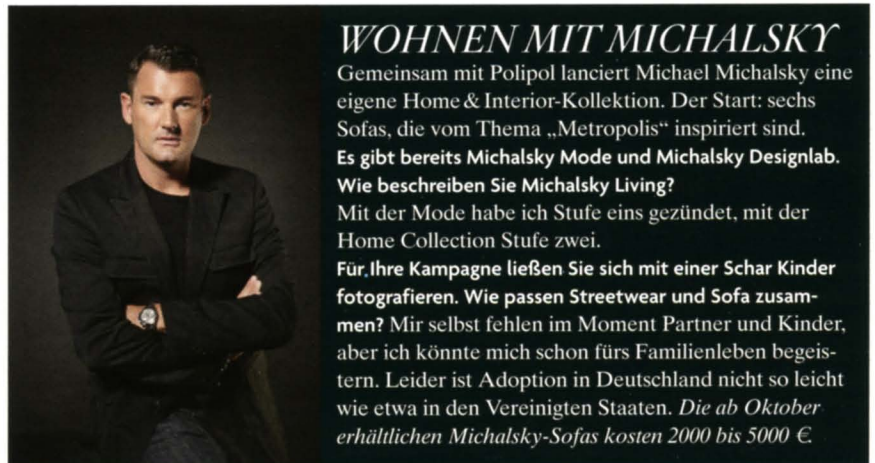 WOHNEN MIT MICHALSKY
Gemeinsam mit Polipol lanciert Michael Michalsky eine
eigene Home & Interior-Kollektion. Der Start: sechs
Sofas, die vom Thema „Metropolis“ inspiriert sind.
Es gibt bereits Michalsky Mode und Michalsky Designlab.
Wie beschreiben Sie Michalsky Living?
Mit der Mode habe ich Stufe eins gezündet, mit der
Home Collection Stufe zwei.
Für Ihre Kampagne ließen Sie sich mit einer Schar Kinder
fotografieren. Wie passen Streetwear und Sofa zusam-
men? Mir selbst fehlen im Moment Partner und Kinder,
aber ich könnte mich schon fürs Familienleben begeis-
tern. Leider ist Adoption in Deutschland nicht so leicht
wie etwa in den Vereinigten Staaten. Die ab Oktober
erhältlichen Michalsky-Sofas kosten 2000 bis 5000 €.